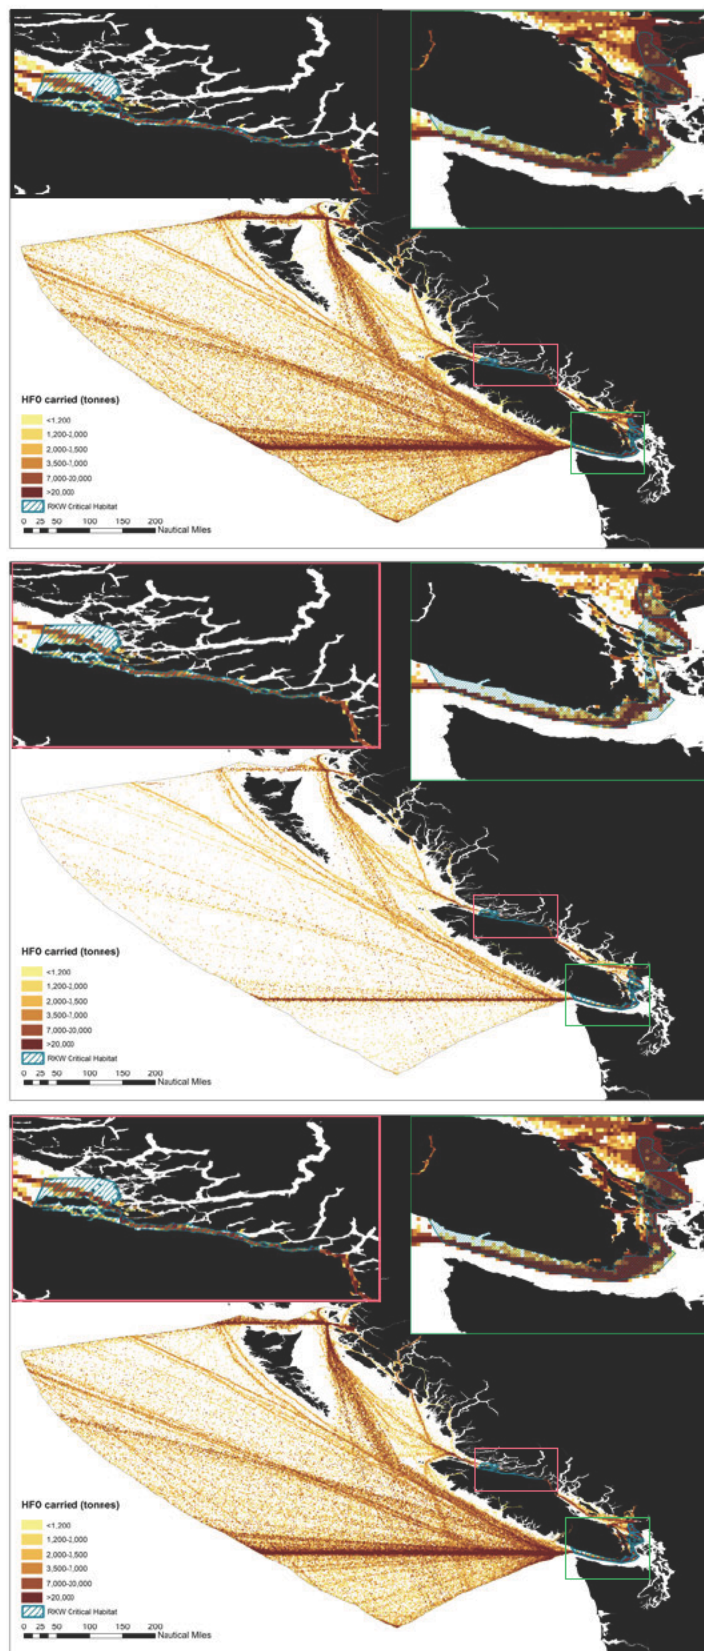 HFO carried (tonnes)
<1,200
1,200-2,000
2,000-3,500
3,500-7,000
7,000-20,000
>20,000
RKW Critical Habitat
0 25 50 100 150 200
Nautical Miles
HFO carried (tonnes)
<1,200
1,200-2,000
2,000-3,500
3,500-7,000
7,000-20,000
>20,000
RKW Critical Habitat
0 25 50 100 150 200
Nautical Miles
HFO carried (tonnes)
<1,200
1,200-2,000
2,000-3,500
3,500-7,000
7,000-20,000
>20,000
RKW Critical Habitat
0 25 50 100 150 200
Nautical Miles